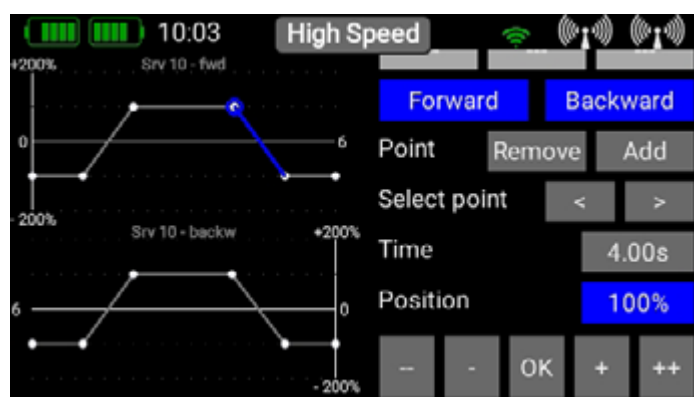 10:03 High Speed
+200% Srv 10 - fwd
--- --- ---
Forward Backward
0 6
Point Remove Add
Select point < >
- 200%
Srv 10 - backw +200%
Time 4.00s
6 0
Position 100%
-- - OK + ++
- 200%